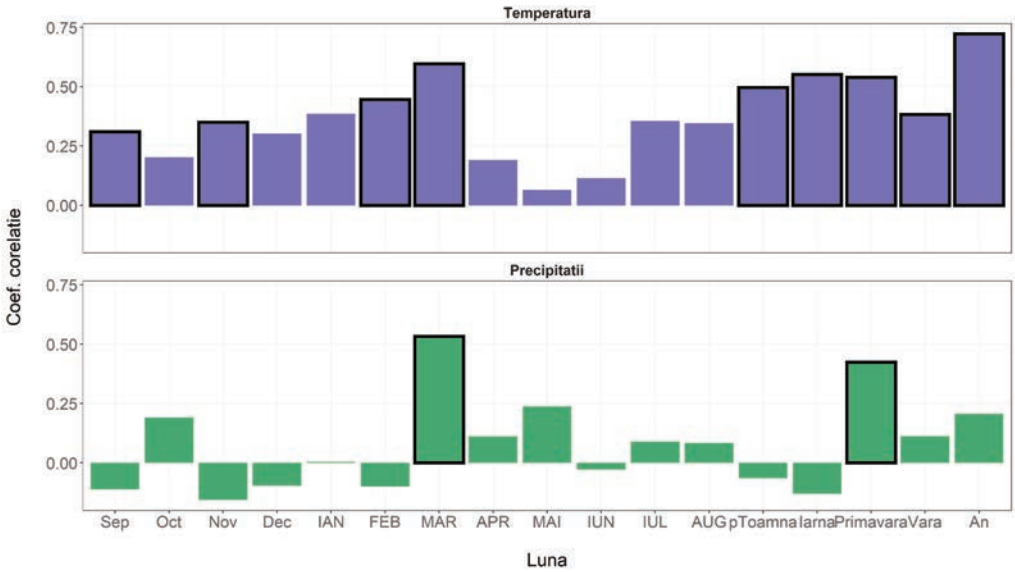 Temperatura
0.75
0.50
0.25
0.00
Precipitatii
0.75
0.50
0.25
0.00
Coef. corelatie
Sep Oct Nov Dec IAN FEB MAR APR MAI IUN IUL AUG pToamna Iarna Primavara Vara An
Luna